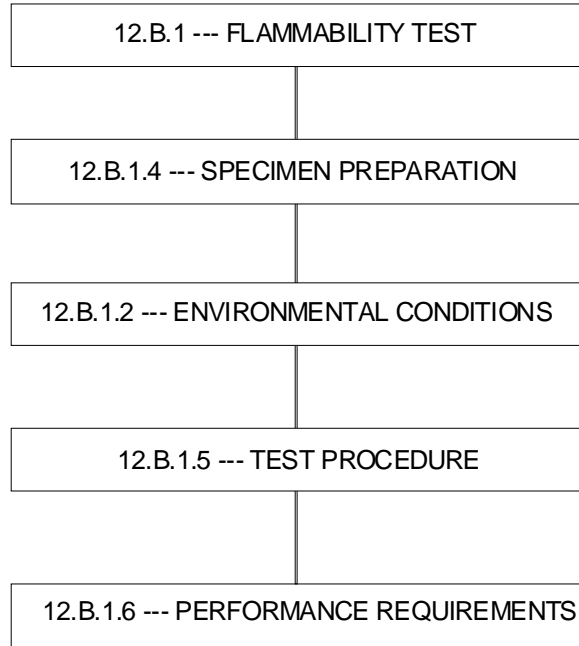 12.B.1 --- FLAMMABILITY TEST
12.B.1.4 --- SPECIMEN PREPARATION
12.B.1.2 --- ENVIRONMENTAL CONDITIONS
12.B.1.5 --- TEST PROCEDURE
12.B.1.6 --- PERFORMANCE REQUIREMENTS